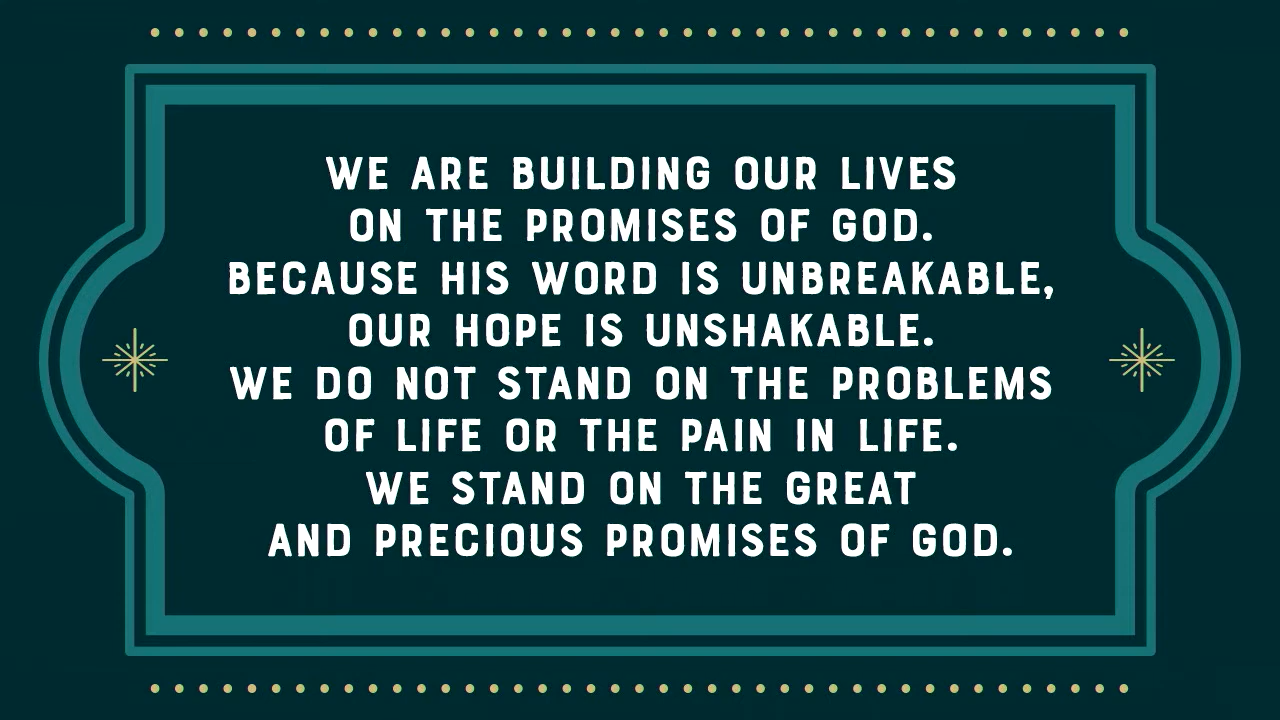 WE ARE BUILDING OUR LIVES
ON THE PROMISES OF GOD.
BECAUSE HIS WORD IS UNBREAKABLE,
OUR HOPE IS UNSHAKABLE.
WE DO NOT STAND ON THE PROBLEMS
OF LIFE OR THE PAIN IN LIFE.
WE STAND ON THE GREAT
AND PRECIOUS PROMISES OF GOD.